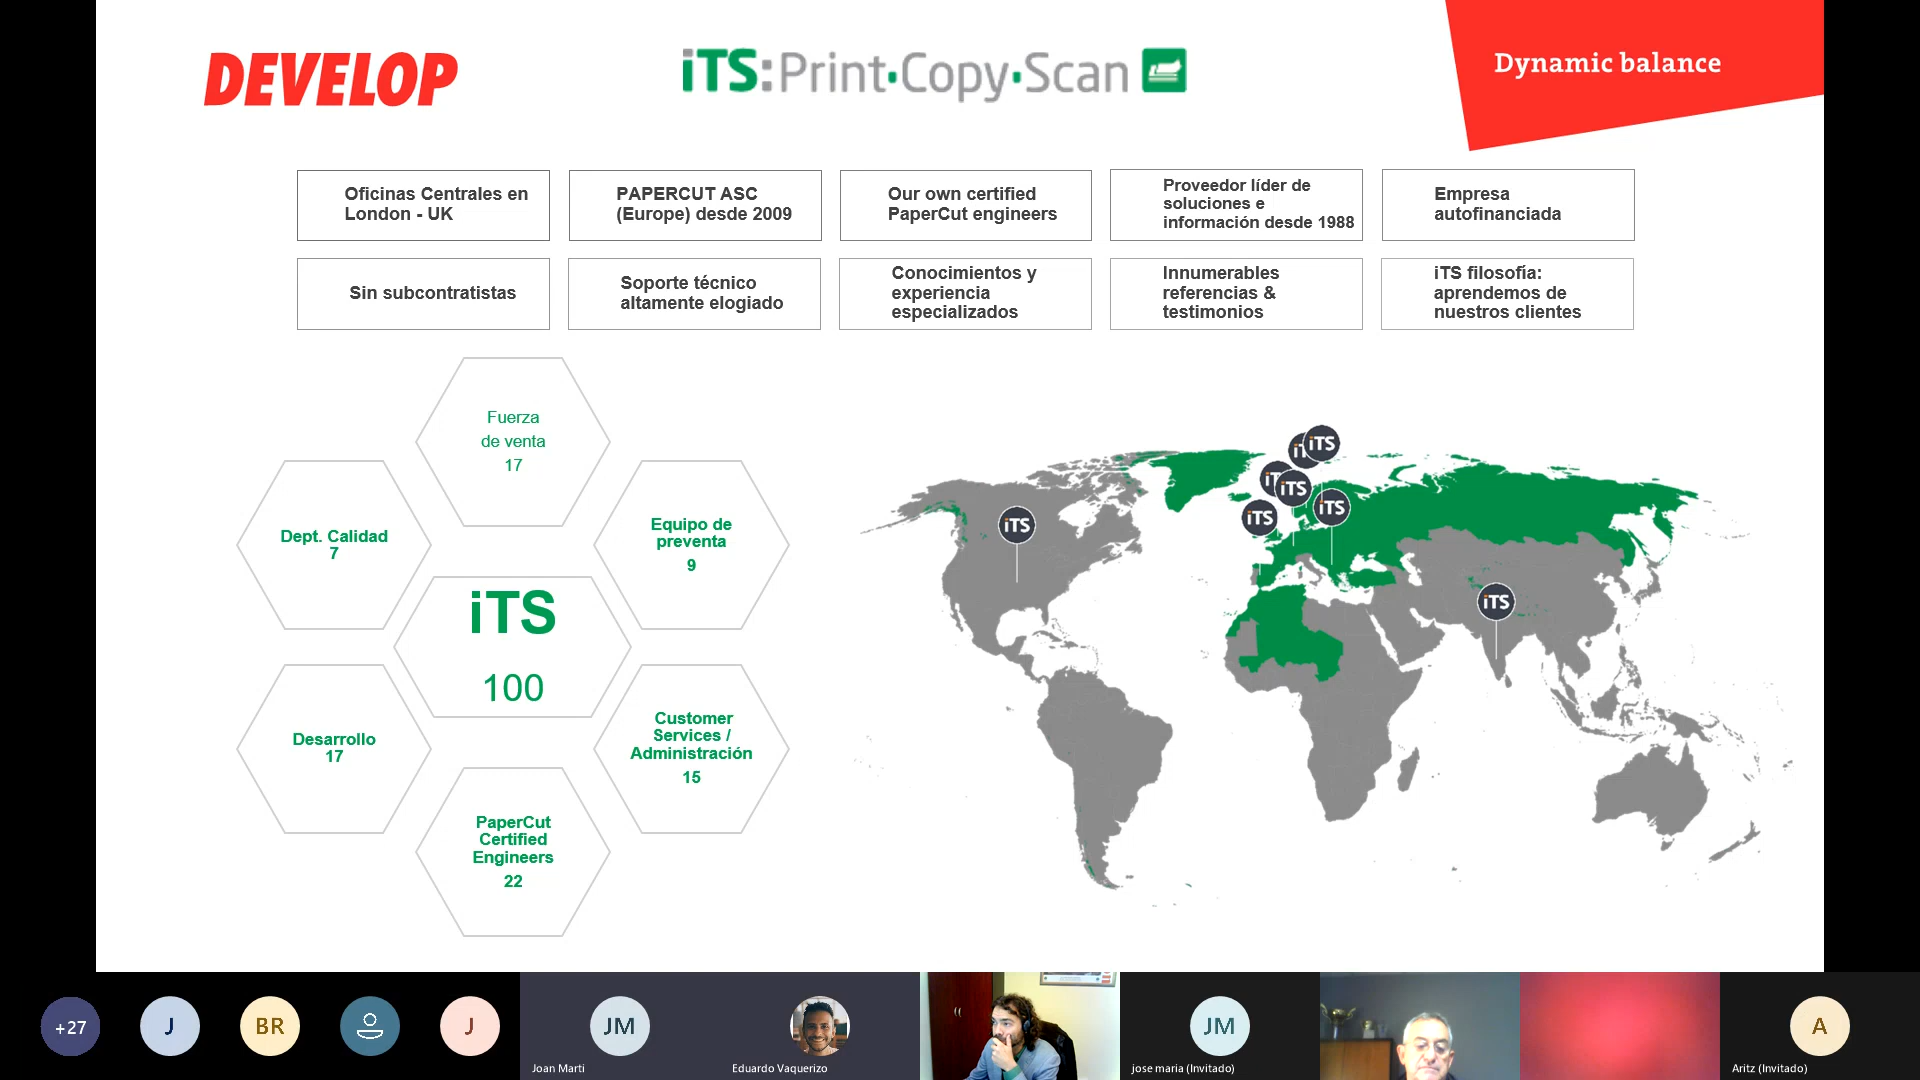 DEVELOP
iTS:Print·Copy·Scan
Dynamic balance
Oficinas Centrales en
London - UK
PAPERCUT ASC
(Europe) desde 2009
Our own certified
PaperCut engineers
Proveedor líder de
soluciones e
información desde 1988
Empresa
autofinanciada
Sin subcontratistas
Soporte técnico
altamente elogiado
Conocimientos y
experiencia
especializados
Innumerables
referencias &
testimonios
iTS filosofía:
aprendemos de
nuestros clientes
Fuerza
de venta
17
Dept. Calidad
7
Equipo de
preventa
9
iTS
100
Desarrollo
17
Customer
Services /
Administración
15
PaperCut
Certified
Engineers
22
iTS
iTS
iTS
iTS
iTS
iTS
+27
J
BR
J
JM
Joan Marti
Eduardo Vaquerizo
JM
jose maria (Invitado)
A
Aritz (Invitado)